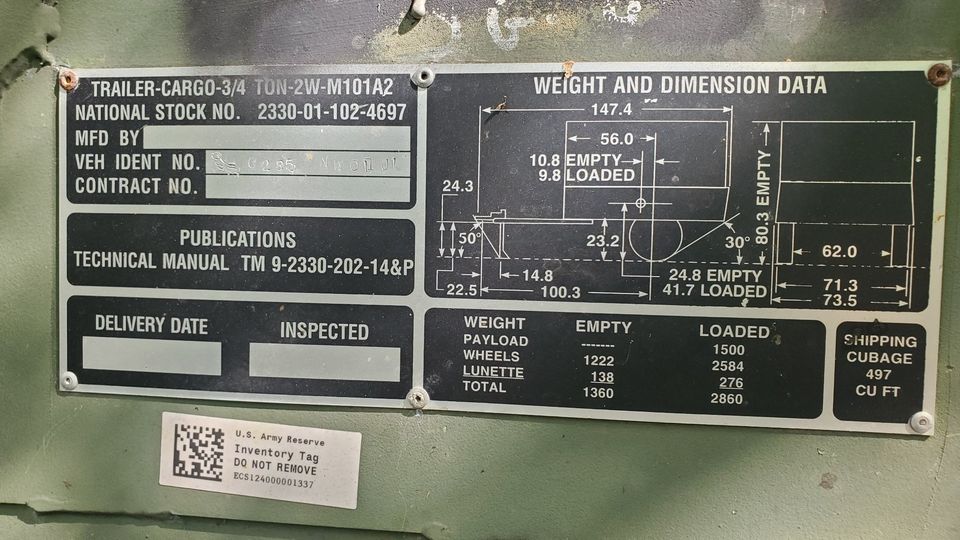 TRAILER-CARGO-3/4 TON-2W-M101A2
NATIONAL STOCK NO. 2330-01-102-4697
MFD BY
VEH IDENT NO.
CONTRACT NO.
PUBLICATIONS
TECHNICAL MANUAL TM 9-2330-202-14&P
DELIVERY DATE
INSPECTED
WEIGHT AND DIMENSION DATA
147.4
56.0
10.8 EMPTY
9.8 LOADED
24.3
50°
23.2
30°
14.8
22.5
100.3
24.8 EMPTY
41.7 LOADED
80.3 EMPTY
62.0
71.3
73.5
WEIGHT EMPTY LOADED
PAYLOAD ------- 1500
WHEELS 1222 2584
LUNETTE 138 276
TOTAL 1360 2860
SHIPPING
CUBAGE
497
CU FT
U.S. Army Reserve
Inventory Tag
DO NOT REMOVE
ECS124000001337